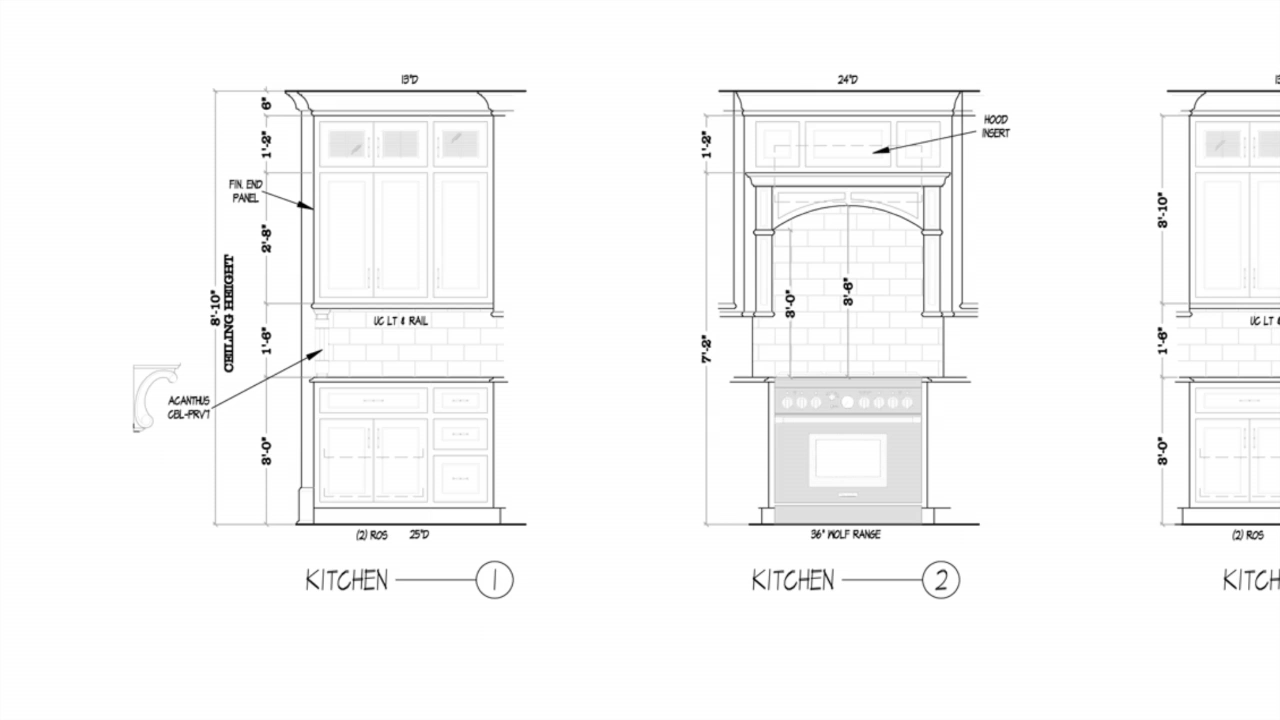 13"D
6"
1'-2"
FIN. END
PANEL
2'-8"
8'-10"
CEILING HEIGHT
UC LT & RAIL
1'-6"
ACANTHUS
CBL-PRVT
3'-0"
(2) ROS 25"D
KITCHEN 1
24"D
HOOD
INSERT
1'-2"
3'-0"
3'-6"
7'-2"
36" WOLF RANGE
KITCHEN 2
3'-10"
UC L
1'-6"
3'-0"
(2) ROS
KITCH